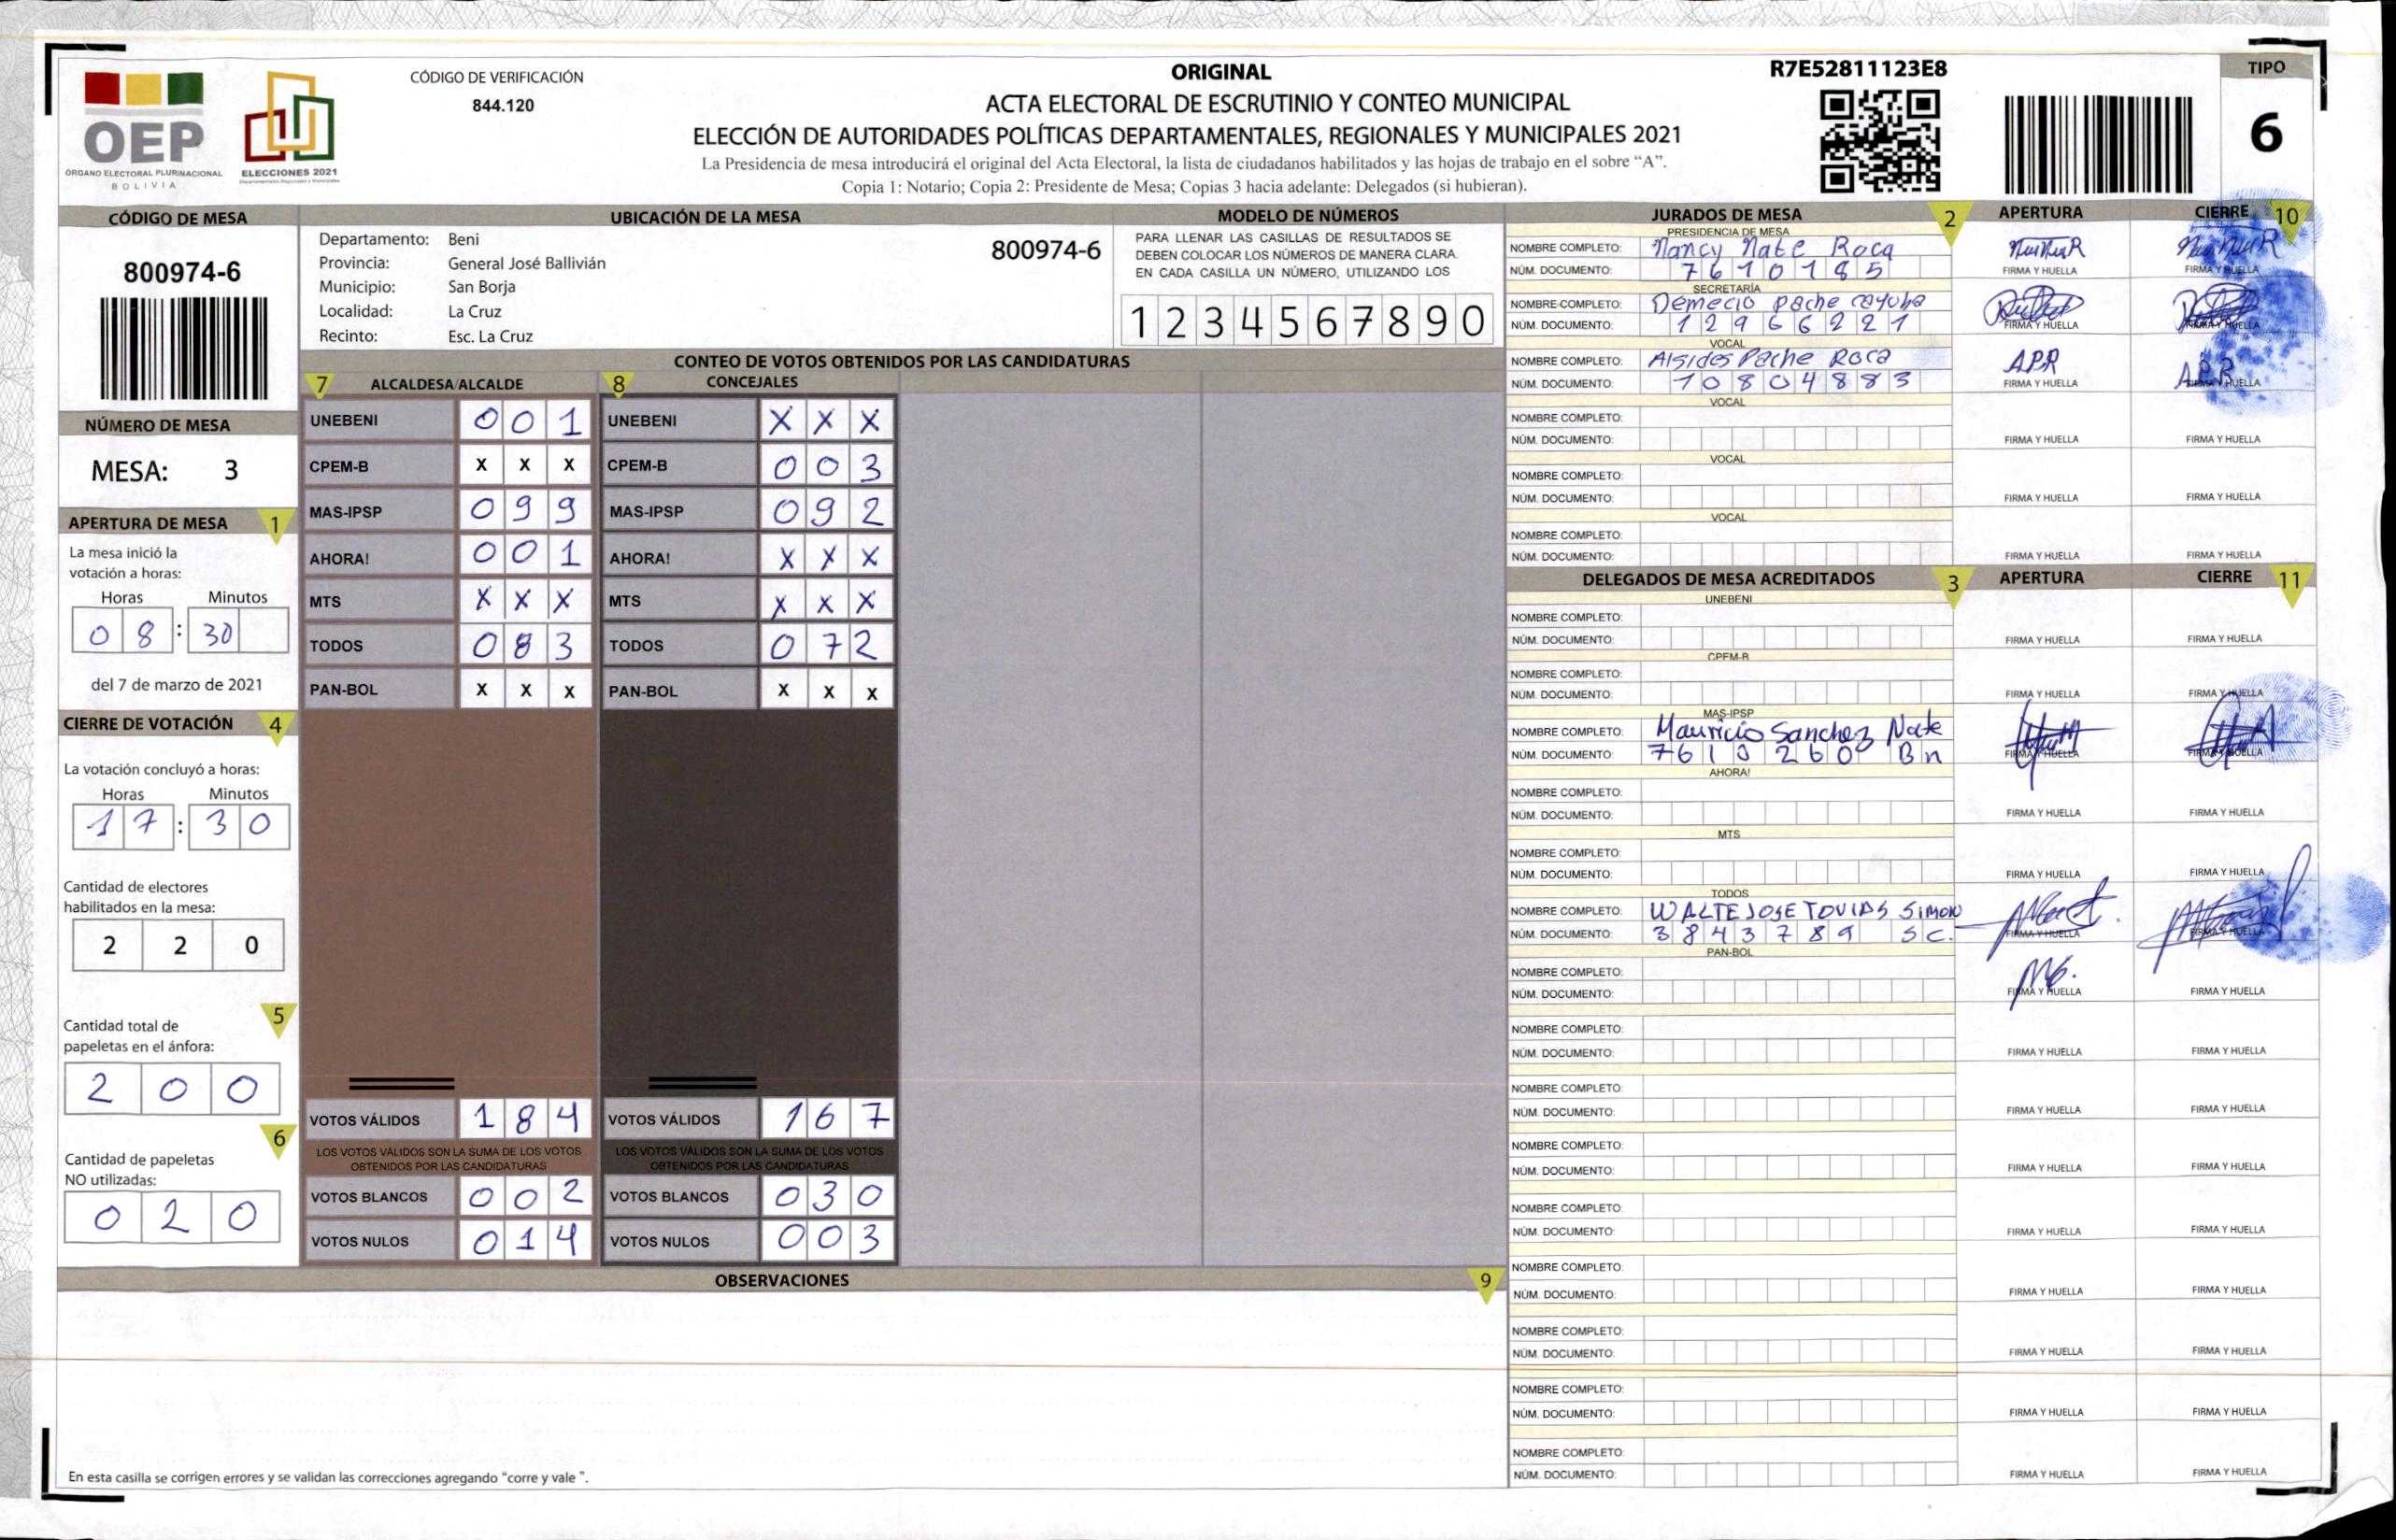 CÓDIGO DE VERIFICACIÓN
844.120
OEP
ÓRGANO ELECTORAL PLURINACIONAL
BOLIVIA
ELECCIONES 2021
ORIGINAL
ACTA ELECTORAL DE ESCRUTINIO Y CONTEO MUNICIPAL
ELECCIÓN DE AUTORIDADES POLÍTICAS DEPARTAMENTALES, REGIONALES Y MUNICIPALES 2021
La Presidencia de mesa introducirá el original del Acta Electoral, la lista de ciudadanos habilitados y las hojas de trabajo en el sobre “A”.
Copia 1: Notario; Copia 2: Presidente de Mesa; Copias 3 hacia adelante: Delegados (si hubieran).
R7E52811123E8
TIPO
6
CÓDIGO DE MESA
800974-6
NÚMERO DE MESA
MESA: 3
APERTURA DE MESA 1
La mesa inició la
votación a horas:
Horas Minutos
0 8 : 30
del 7 de marzo de 2021
CIERRE DE VOTACIÓN 4
La votación concluyó a horas:
Horas Minutos
1 7 : 3 0
Cantidad de electores
habilitados en la mesa:
2 2 0
5
Cantidad total de
papeletas en el ánfora:
2 0 0
6
Cantidad de papeletas
NO utilizadas:
0 2 0
UBICACIÓN DE LA MESA
Departamento: Beni
Provincia: General José Ballivián
Municipio: San Borja
Localidad: La Cruz
Recinto: Esc. La Cruz
800974-6
MODELO DE NÚMEROS
PARA LLENAR LAS CASILLAS DE RESULTADOS SE
DEBEN COLOCAR LOS NÚMEROS DE MANERA CLARA.
EN CADA CASILLA UN NÚMERO, UTILIZANDO LOS
1 2 3 4 5 6 7 8 9 0
CONTEO DE VOTOS OBTENIDOS POR LAS CANDIDATURAS
7 ALCALDESA/ALCALDE 8 CONCEJALES
UNEBENI 0 0 1 UNEBENI X X X
CPEM-B X X X CPEM-B 0 0 3
MAS-IPSP 0 9 9 MAS-IPSP 0 9 2
AHORA! 0 0 1 AHORA! X X X
MTS X X X MTS X X X
TODOS 0 8 3 TODOS 0 7 2
PAN-BOL X X X PAN-BOL X X X
VOTOS VÁLIDOS 1 8 4 VOTOS VÁLIDOS 1 6 7
LOS VOTOS VÁLIDOS SON LA SUMA DE LOS VOTOS LOS VOTOS VÁLIDOS SON LA SUMA DE LOS VOTOS
OBTENIDOS POR LAS CANDIDATURAS OBTENIDOS POR LAS CANDIDATURAS
VOTOS BLANCOS 0 0 2 VOTOS BLANCOS 0 3 0
VOTOS NULOS 0 1 4 VOTOS NULOS 0 0 3
OBSERVACIONES 9
En esta casilla se corrigen errores y se validan las correcciones agregando “corre y vale ”.
JURADOS DE MESA 2 APERTURA CIERRE 10
PRESIDENCIA DE MESA
NOMBRE COMPLETO: Nancy Nate Roca
NÚM. DOCUMENTO: 7 6 1 0 1 8 5 FIRMA Y HUELLA FIRMA Y HUELLA
SECRETARÍA
NOMBRE COMPLETO: Demecio pache cayuba
NÚM. DOCUMENTO: 1 2 9 6 6 2 2 1 FIRMA Y HUELLA FIRMA Y HUELLA
VOCAL
NOMBRE COMPLETO: Alsides Pache Roca APR APR
NÚM. DOCUMENTO: 1 0 8 0 4 8 8 3 FIRMA Y HUELLA FIRMA Y HUELLA
VOCAL
NOMBRE COMPLETO:
NÚM. DOCUMENTO: FIRMA Y HUELLA FIRMA Y HUELLA
VOCAL
NOMBRE COMPLETO:
NÚM. DOCUMENTO: FIRMA Y HUELLA FIRMA Y HUELLA
VOCAL
NOMBRE COMPLETO:
NÚM. DOCUMENTO: FIRMA Y HUELLA FIRMA Y HUELLA
DELEGADOS DE MESA ACREDITADOS 3 APERTURA CIERRE 11
UNEBENI
NOMBRE COMPLETO:
NÚM. DOCUMENTO: FIRMA Y HUELLA FIRMA Y HUELLA
CPEM-B
NOMBRE COMPLETO:
NÚM. DOCUMENTO: FIRMA Y HUELLA FIRMA Y HUELLA
MAS-IPSP
NOMBRE COMPLETO: Mauricio Sanchez Nate
NÚM. DOCUMENTO: FIRMA Y HUELLA FIRMA Y HUELLA
AHORA!
NOMBRE COMPLETO:
NÚM. DOCUMENTO: FIRMA Y HUELLA FIRMA Y HUELLA
MTS
NOMBRE COMPLETO:
NÚM. DOCUMENTO: FIRMA Y HUELLA FIRMA Y HUELLA
TODOS
NOMBRE COMPLETO: WALTE JOSE TOVIAS SIMON
NÚM. DOCUMENTO: 3 8 4 3 7 8 9 S C. FIRMA Y HUELLA FIRMA Y HUELLA
PAN-BOL
NOMBRE COMPLETO:
NÚM. DOCUMENTO: FIRMA Y HUELLA FIRMA Y HUELLA
NOMBRE COMPLETO:
NÚM. DOCUMENTO: FIRMA Y HUELLA FIRMA Y HUELLA
NOMBRE COMPLETO:
NÚM. DOCUMENTO: FIRMA Y HUELLA FIRMA Y HUELLA
NOMBRE COMPLETO:
NÚM. DOCUMENTO: FIRMA Y HUELLA FIRMA Y HUELLA
NOMBRE COMPLETO:
NÚM. DOCUMENTO: FIRMA Y HUELLA FIRMA Y HUELLA
NOMBRE COMPLETO:
NÚM. DOCUMENTO: FIRMA Y HUELLA FIRMA Y HUELLA
NOMBRE COMPLETO:
NÚM. DOCUMENTO: FIRMA Y HUELLA FIRMA Y HUELLA
NOMBRE COMPLETO:
NÚM. DOCUMENTO: FIRMA Y HUELLA FIRMA Y HUELLA
NOMBRE COMPLETO:
NÚM. DOCUMENTO: FIRMA Y HUELLA FIRMA Y HUELLA